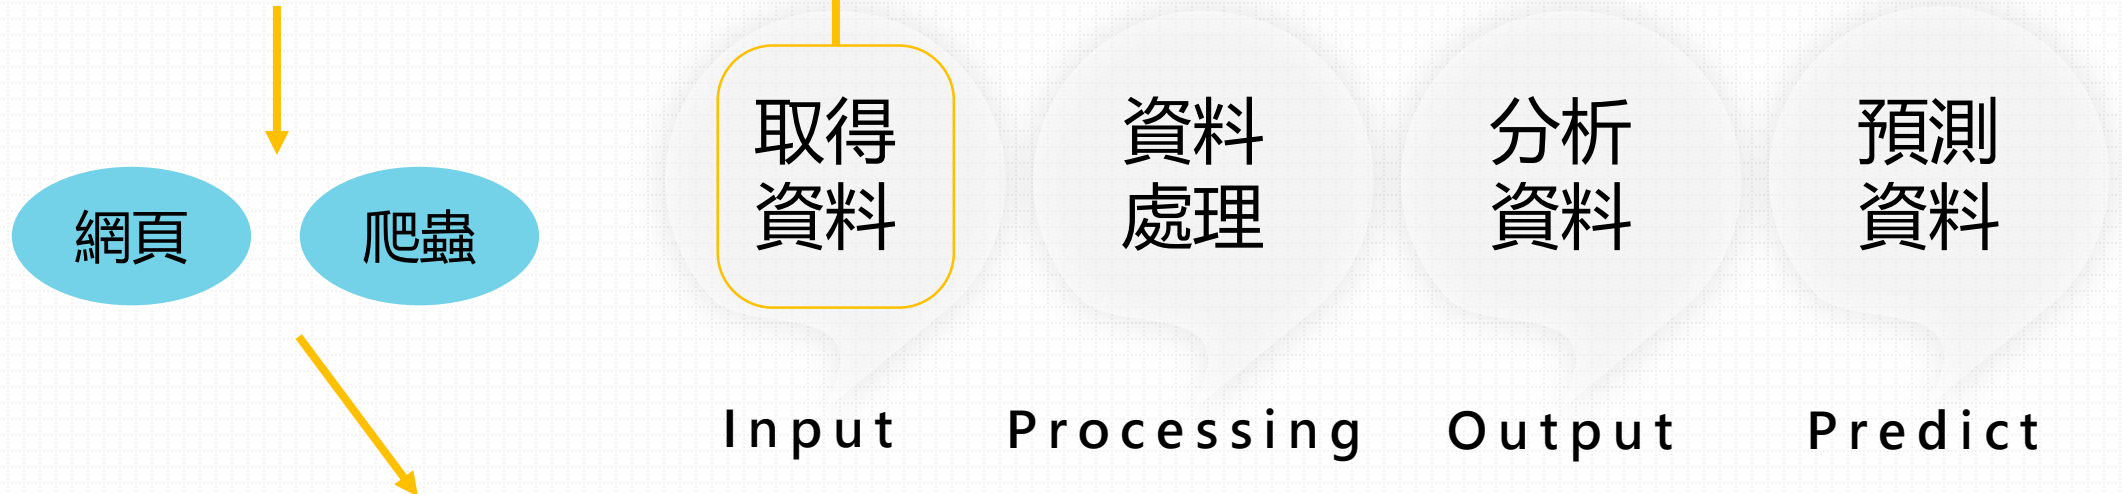 網頁
爬蟲
取得
資料
資料
處理
分析
資料
預測
資料
Input
Processing
Output
Predict